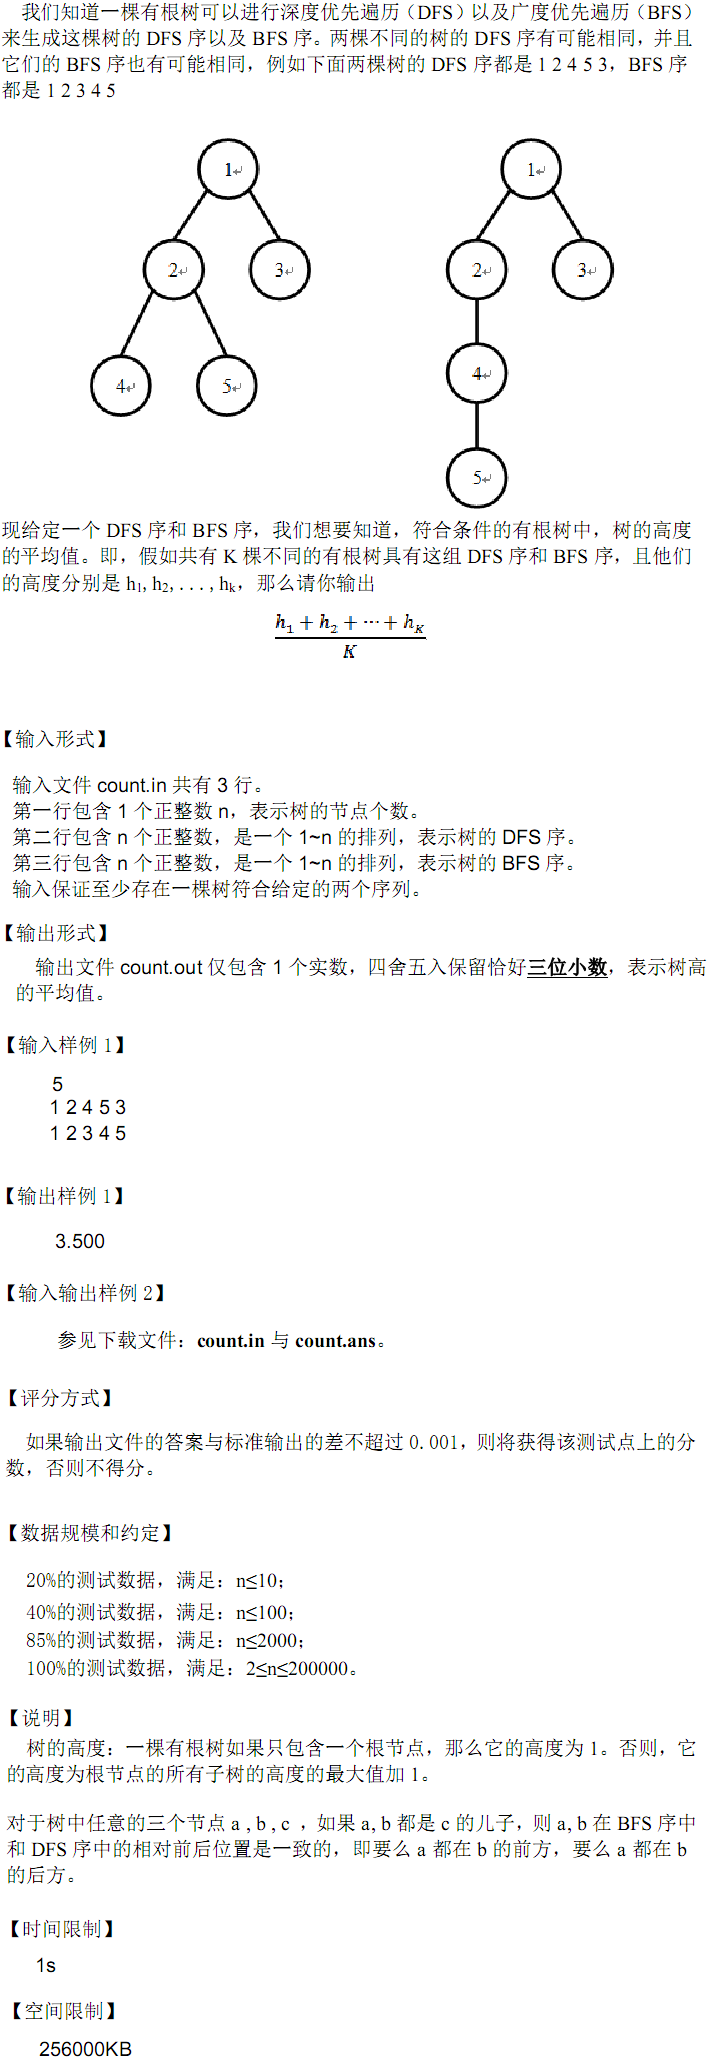 我们知道一棵有根树可以进行深度优先遍历（DFS）以及广度优先遍历（BFS）
来生成这棵树的 DFS 序以及 BFS 序。两棵不同的树的 DFS 序有可能相同，并且
它们的 BFS 序也有可能相同，例如下面两棵树的 DFS 序都是 1 2 4 5 3，BFS 序
都是 1 2 3 4 5
1 1
2 3 2 3
4 5 4
5
现给定一个 DFS 序和 BFS 序，我们想要知道，符合条件的有根树中，树的高度
的平均值。即，假如共有 K 棵不同的有根树具有这组 DFS 序和 BFS 序，且他们
的高度分别是 h1, h2, . . . , hk，那么请你输出
h1 + h2 + ⋯ + hK
K
【输入形式】
输入文件 count.in 共有 3 行。
第一行包含 1 个正整数 n，表示树的节点个数。
第二行包含 n 个正整数，是一个 1~n 的排列，表示树的 DFS 序。
第三行包含 n 个正整数，是一个 1~n 的排列，表示树的 BFS 序。
输入保证至少存在一棵树符合给定的两个序列。
【输出形式】
输出文件 count.out 仅包含 1 个实数，四舍五入保留恰好三位小数，表示树高
的平均值。
【输入样例 1】
5
1 2 4 5 3
1 2 3 4 5
【输出样例 1】
3.500
【输入输出样例 2】
参见下载文件：count.in 与 count.ans。
【评分方式】
如果输出文件的答案与标准输出的差不超过 0.001，则将获得该测试点上的分
数，否则不得分。
【数据规模和约定】
20%的测试数据，满足：n≤10；
40%的测试数据，满足：n≤100；
85%的测试数据，满足：n≤2000；
100%的测试数据，满足：2≤n≤200000。
【说明】
树的高度：一棵有根树如果只包含一个根节点，那么它的高度为 1。否则，它
的高度为根节点的所有子树的高度的最大值加 1。
对于树中任意的三个节点 a , b , c ，如果 a, b 都是 c 的儿子，则 a, b 在 BFS 序中
和 DFS 序中的相对前后位置是一致的，即要么 a 都在 b 的前方，要么 a 都在 b
的后方。
【时间限制】
1s
【空间限制】
256000KB